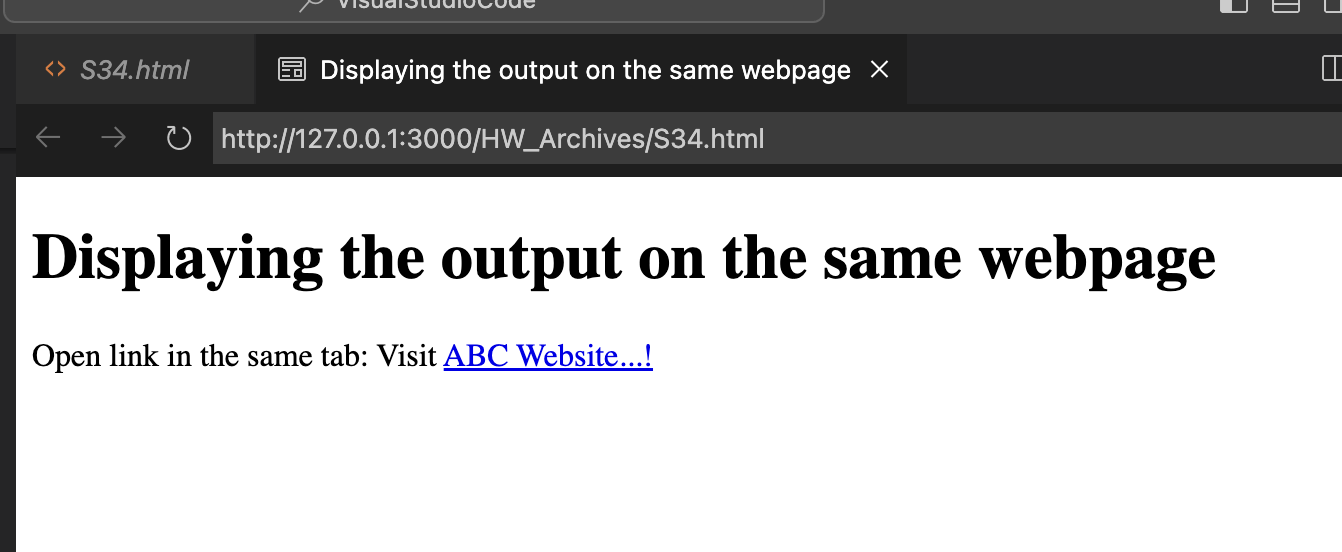 VisualStudioCode
S34.html
Displaying the output on the same webpage
http://127.0.0.1:3000/HW_Archives/S34.html
Displaying the output on the same webpage
Open link in the same tab: Visit ABC Website...!